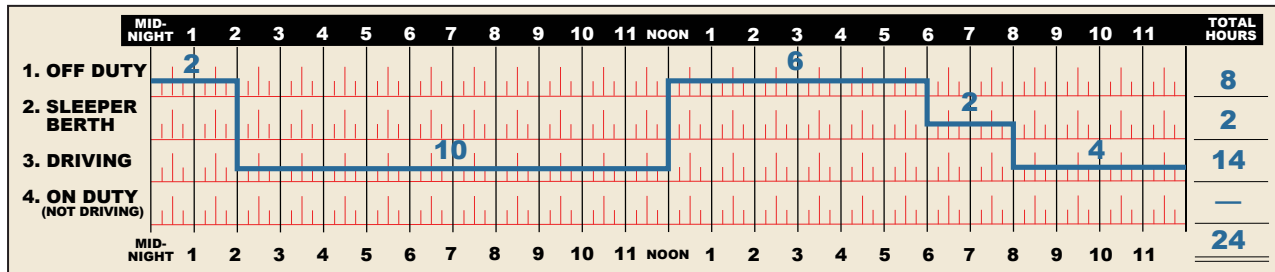 MID-
NIGHT 1 2 3 4 5 6 7 8 9 10 11 NOON 1 2 3 4 5 6 7 8 9 10 11
TOTAL
HOURS
1. OFF DUTY 2 6 8
2. SLEEPER
BERTH 2 2
3. DRIVING 10 4 14
4. ON DUTY
(NOT DRIVING) —
MID-
NIGHT 1 2 3 4 5 6 7 8 9 10 11 NOON 1 2 3 4 5 6 7 8 9 10 11
24